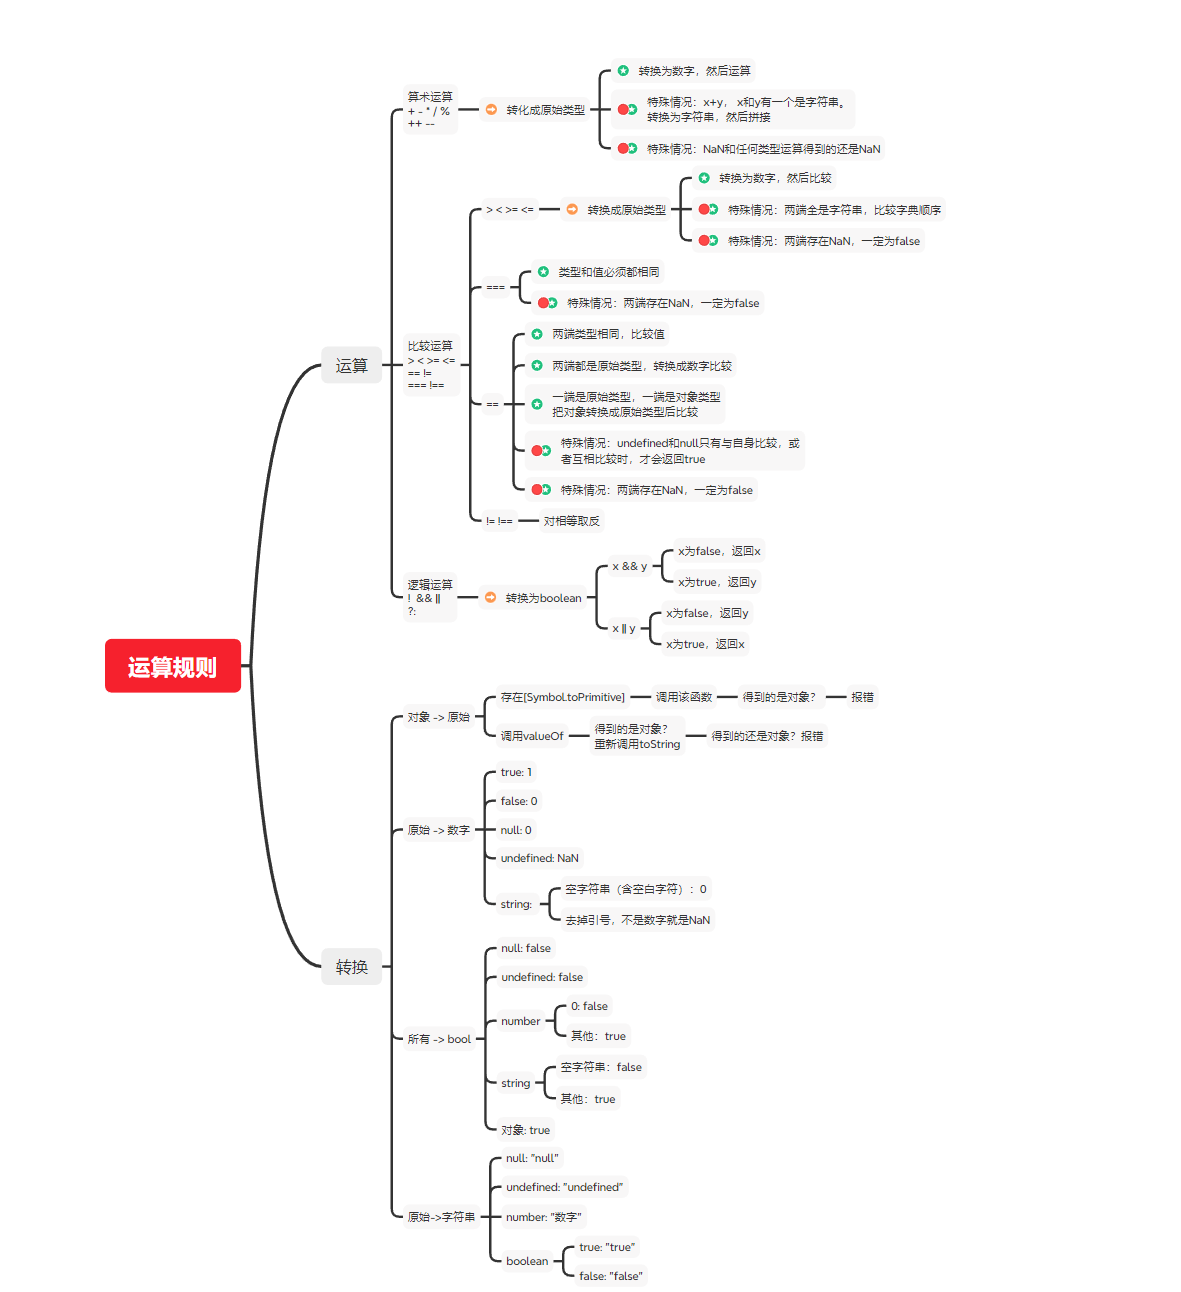 运算规则
运算
算术运算
+ - * / %
++ --
转化成原始类型
转换为数字，然后运算
特殊情况：x+y， x和y有一个是字符串。
转换为字符串，然后拼接
特殊情况：NaN和任何类型运算得到的还是NaN
比较运算
> < >= <=
== !=
=== !==
> < >= <=
转换成原始类型
转换为数字，然后比较
特殊情况：两端全是字符串，比较字典顺序
特殊情况：两端存在NaN，一定为false
===
类型和值必须都相同
特殊情况：两端存在NaN，一定为false
==
两端类型相同，比较值
两端都是原始类型，转换成数字比较
一端是原始类型，一端是对象类型
把对象转换成原始类型后比较
特殊情况：undefined和null只有与自身比较，或
者互相比较时，才会返回true
特殊情况：两端存在NaN，一定为false
!= !==
对相等取反
逻辑运算
! && ||
?:
转换为boolean
x && y
x为false，返回x
x为true，返回y
x || y
x为false，返回y
x为true，返回x
转换
对象 -> 原始
存在[Symbol.toPrimitive]
调用该函数
得到的是对象？
报错
调用valueOf
得到的是对象？
重新调用toString
得到的还是对象？报错
原始 -> 数字
true: 1
false: 0
null: 0
undefined: NaN
string:
空字符串（含空白字符）：0
去掉引号，不是数字就是NaN
所有 -> bool
null: false
undefined: false
number
0: false
其他：true
string
空字符串：false
其他：true
对象: true
原始->字符串
null: "null"
undefined: "undefined"
number: "数字"
boolean
true: "true"
false: "false"